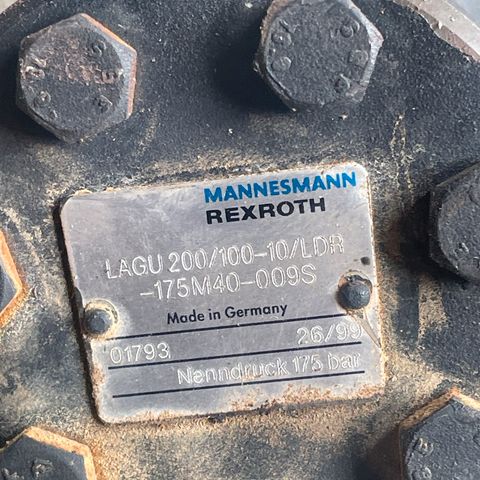 MANNESMANN
REXROTH
LAGU 200/100-10/LDR
-175M40-009S
Made in Germany
01793 26/99
Nenndruck 175 bar